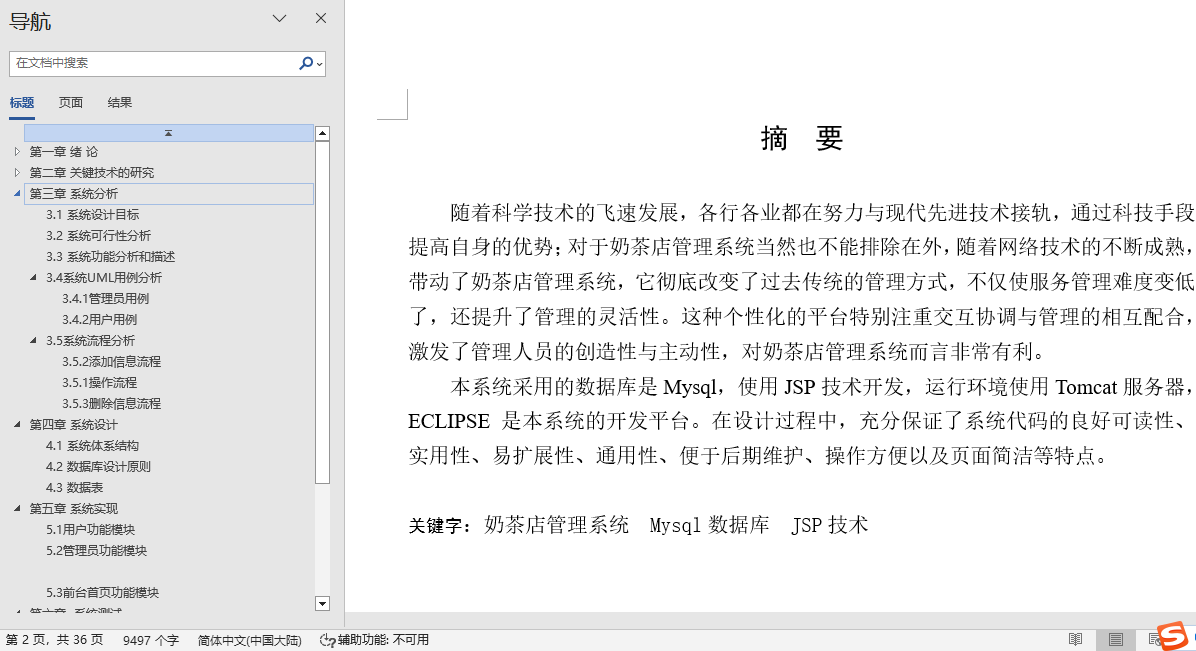 导航
在文档中搜索
标题 页面 结果
第一章 绪 论
第二章 关键技术的研究
第三章 系统分析
3.1 系统设计目标
3.2 系统可行性分析
3.3 系统功能分析和描述
3.4系统UML用例分析
3.4.1管理员用例
3.4.2用户用例
3.5系统流程分析
3.5.2添加信息流程
3.5.1操作流程
3.5.3删除信息流程
第四章 系统设计
4.1 系统体系结构
4.2 数据库设计原则
4.3 数据表
第五章 系统实现
5.1用户功能模块
5.2管理员功能模块
5.3前台首页功能模块
第六章 系统测试
摘 要
随着科学技术的飞速发展，各行各业都在努力与现代先进技术接轨，通过科技手段
提高自身的优势；对于奶茶店管理系统当然也不能排除在外，随着网络技术的不断成熟，
带动了奶茶店管理系统，它彻底改变了过去传统的管理方式，不仅使服务管理难度变低
了，还提升了管理的灵活性。这种个性化的平台特别注重交互协调与管理的相互配合，
激发了管理人员的创造性与主动性，对奶茶店管理系统而言非常有利。
本系统采用的数据库是 Mysql，使用 JSP 技术开发，运行环境使用 Tomcat 服务器，
ECLIPSE 是本系统的开发平台。在设计过程中，充分保证了系统代码的良好可读性、
实用性、易扩展性、通用性、便于后期维护、操作方便以及页面简洁等特点。
关键字：奶茶店管理系统 Mysql 数据库 JSP 技术
第 2 页，共 36 页 9497 个字 简体中文(中国大陆) 辅助功能: 不可用